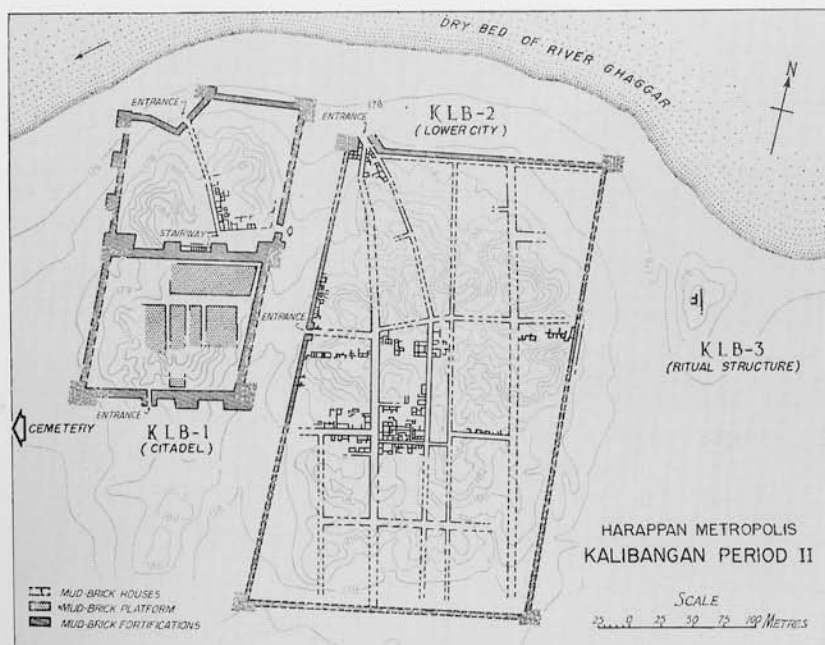 DRY BED OF RIVER GHAGGAR
N
ENTRANCE
178
KLB-2
(LOWER CITY)
ENTRANCE
STAIRWAY
ENTRANCE
KLB-3
(RITUAL STRUCTURE)
ENTRANCE
CEMETERY
KLB-1
(CITADEL)
HARAPPAN METROPOLIS
KALIBANGAN PERIOD II
MUD-BRICK HOUSES
MUD-BRICK PLATFORM
MUD-BRICK FORTIFICATIONS
SCALE
25 0 25 50 75 100 METRES